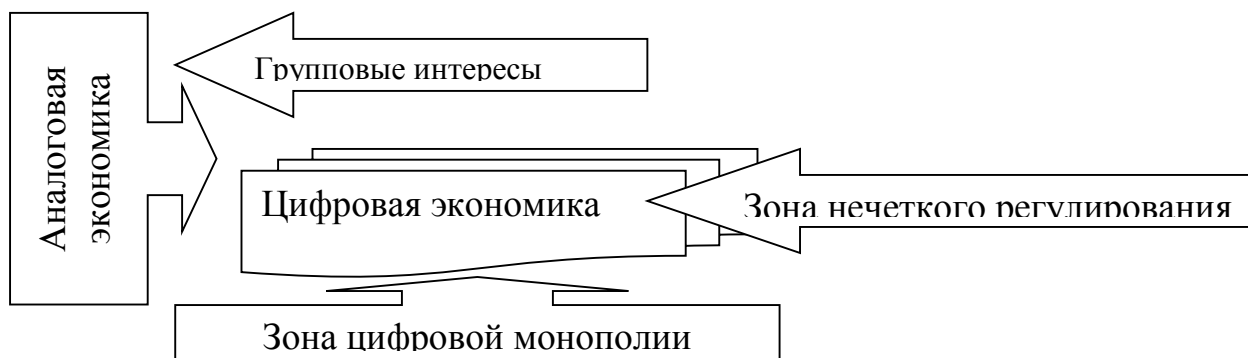 Аналоговая
экономика
Групповые интересы
Цифровая экономика
Зона нечеткого регулирования
Зона цифровой монополии